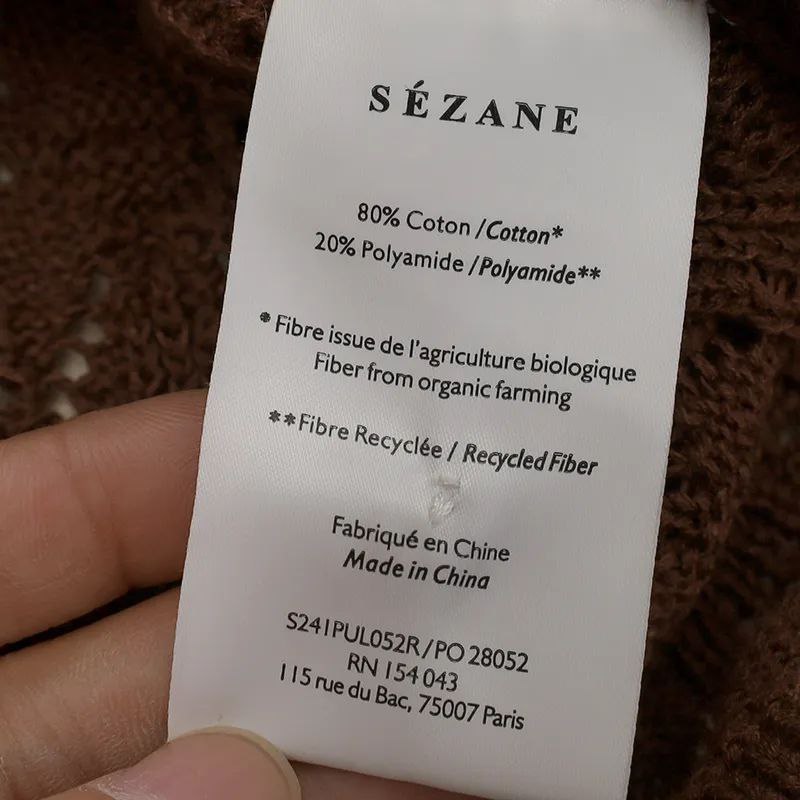 SÉZANE
80% Coton /Cotton*
20% Polyamide /Polyamide**
* Fibre issue de l'agriculture biologique
Fiber from organic farming
**Fibre Recyclée / Recycled Fiber
Fabriqué en Chine
Made in China
S241PUL052R/PO 28052
RN 154 043
115 rue du Bac, 75007 Paris